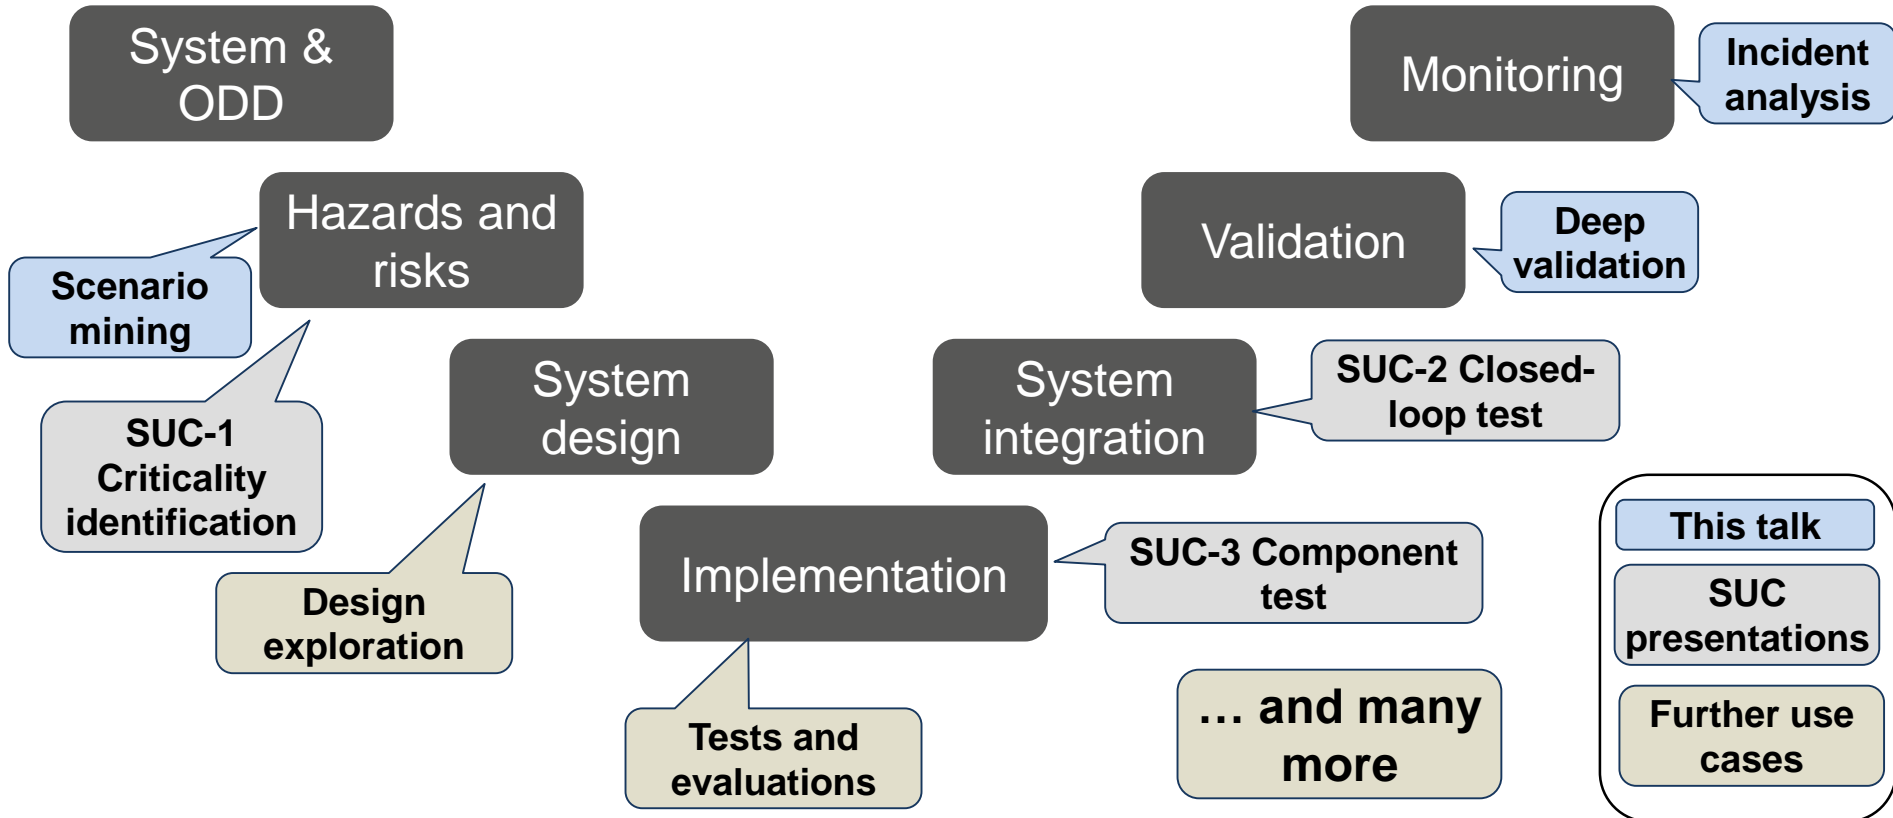 System &
ODD
Monitoring
Incident
analysis
Hazards and
risks
Validation
Deep
validation
Scenario
mining
System
design
System
integration
SUC-2 Closed-
loop test
SUC-1
Criticality
identification
Implementation
SUC-3 Component
test
Design
exploration
Tests and
evaluations
... and many
more
This talk
SUC
presentations
Further use
cases